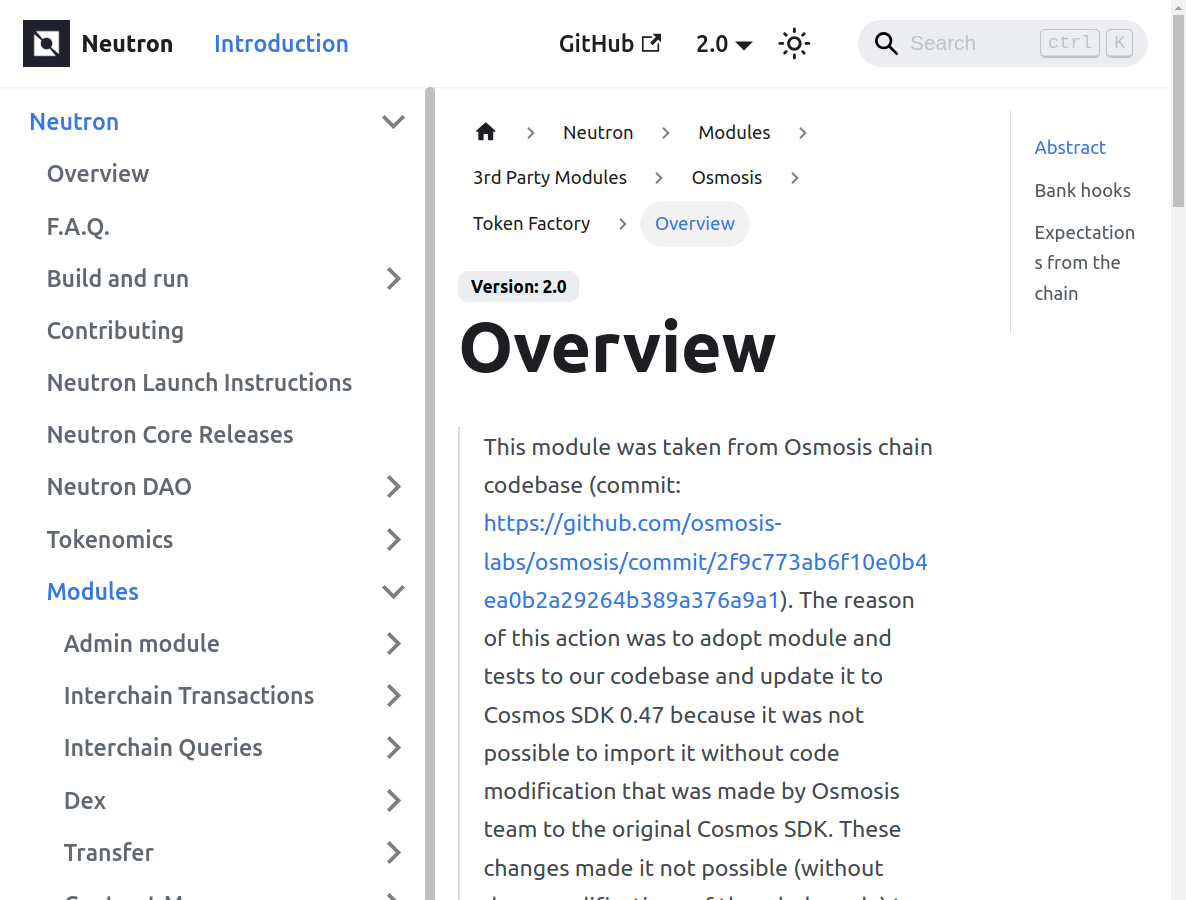 Neutron
Introduction
GitHub
2.0
Search
ctrl
K
Neutron
Overview
F.A.Q.
Build and run
Contributing
Neutron Launch Instructions
Neutron Core Releases
Neutron DAO
Tokenomics
Modules
Admin module
Interchain Transactions
Interchain Queries
Dex
Transfer
Neutron
Modules
3rd Party Modules
Osmosis
Token Factory
Overview
Version: 2.0
Overview
This module was taken from Osmosis chain
codebase (commit:
https://github.com/osmosis-
labs/osmosis/commit/2f9c773ab6f10e0b4
ea0b2a29264b389a376a9a1). The reason
of this action was to adopt module and
tests to our codebase and update it to
Cosmos SDK 0.47 because it was not
possible to import it without code
modification that was made by Osmosis
team to the original Cosmos SDK. These
changes made it not possible (without
Abstract
Bank hooks
Expectation
s from the
chain